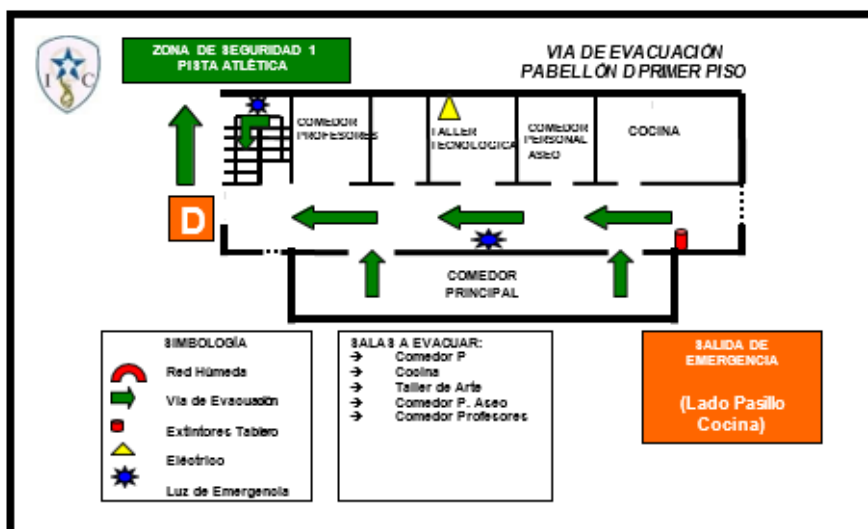 ZONA DE SEGURIDAD 1
PISTA ATLÉTICA
VIA DE EVACUACIÓN
PABELLÓN D PRIMER PISO
I C
COMEDOR
PROFESORES
TALLER
TECNOLOGICA
COMEDOR
PERSONAL
ASEO
COCINA
D
COMEDOR
PRINCIPAL
SIMBOLOGÍA
Red Húmeda
Vía de Evacuación
Extintores Tablero
Eléctrico
Luz de Emergencia
SALAS A EVACUAR:
→ Comedor P
→ Cocina
→ Taller de Arte
→ Comedor P. Aseo
→ Comedor Profesores
SALIDA DE
EMERGENCIA
(Lado Pasillo
Cocina)